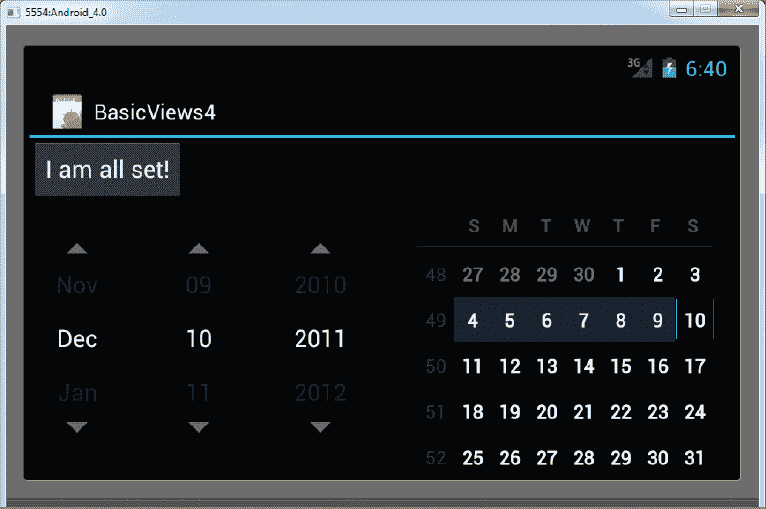 5554:Android_4.0
3G 6:40
BasicViews4
I am all set!
Nov 09 2010
Dec 10 2011
Jan 11 2012
S M T W T F S
48 27 28 29 30 1 2 3
49 4 5 6 7 8 9 10
50 11 12 13 14 15 16 17
51 18 19 20 21 22 23 24
52 25 26 27 28 29 30 31